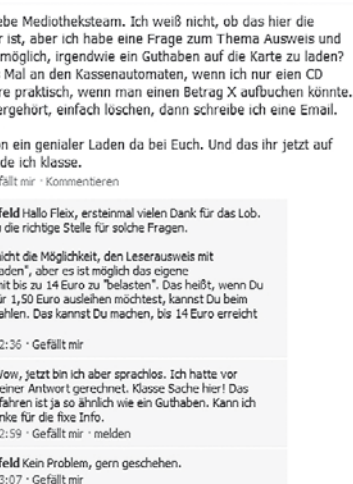 ebe Mediotheksteam. Ich weiß nicht, ob das hier die
r ist, aber ich habe eine Frage zum Thema Ausweis und
möglich, irgendwie ein Guthaben auf die Karte zu laden?
Mal an den Kassenautomaten, wenn ich nur eien CD
re praktisch, wenn man einen Betrag X aufbuchen könnte.
ergehört, einfach löschen, dann schreibe ich eine Email.
n ein genialer Laden da bei Euch. Und das ihr jetzt auf
de ich klasse.
fällt mir · Kommentieren
feld Hallo Fleix, ersteinmal vielen Dank für das Lob.
die richtige Stelle für solche Fragen.
icht die Möglichkeit, den Leserausweis mit
aden", aber es ist möglich das eigene
nit bis zu 14 Euro zu "belasten". Das heißt, wenn Du
ür 1,50 Euro ausleihen möchtest, kannst Du beim
ahlen. Das kannst Du machen, bis 14 Euro erreicht
2:36 · Gefällt mir
Wow, jetzt bin ich aber sprachlos. Ich hatte vor
einer Antwort gerechnet. Klasse Sache hier! Das
fahren ist ja so ähnlich wie ein Guthaben. Kann ich
nke für die fixe Info.
2:59 · Gefällt mir · melden
feld Kein Problem, gern geschehen.
3:07 · Gefällt mir